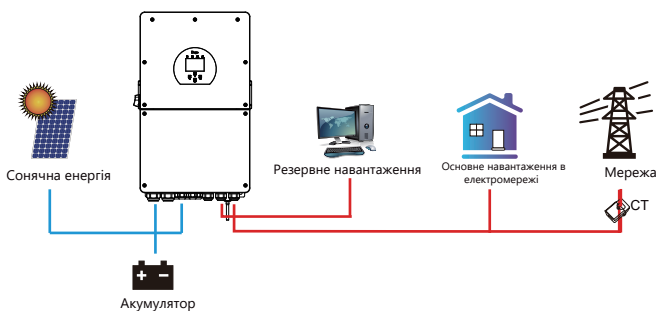 Сонячна енергія
Резервне навантаження
Основне навантаження в
електромережі
Мережа
CT
Акумулятор